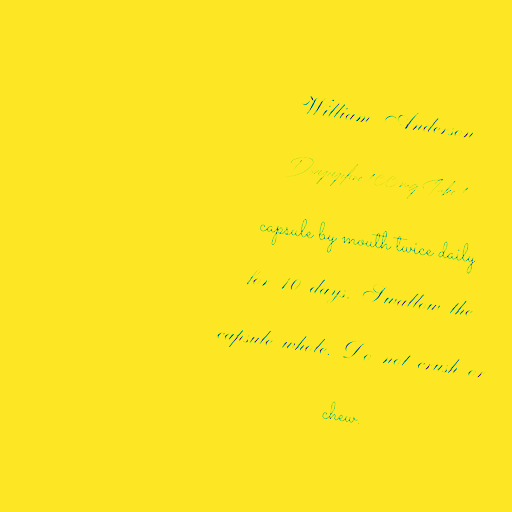 William Anderson
capsule by mouth twice daily
for 10 days. Swallow the
capsule whole. Do not crush or
chew.